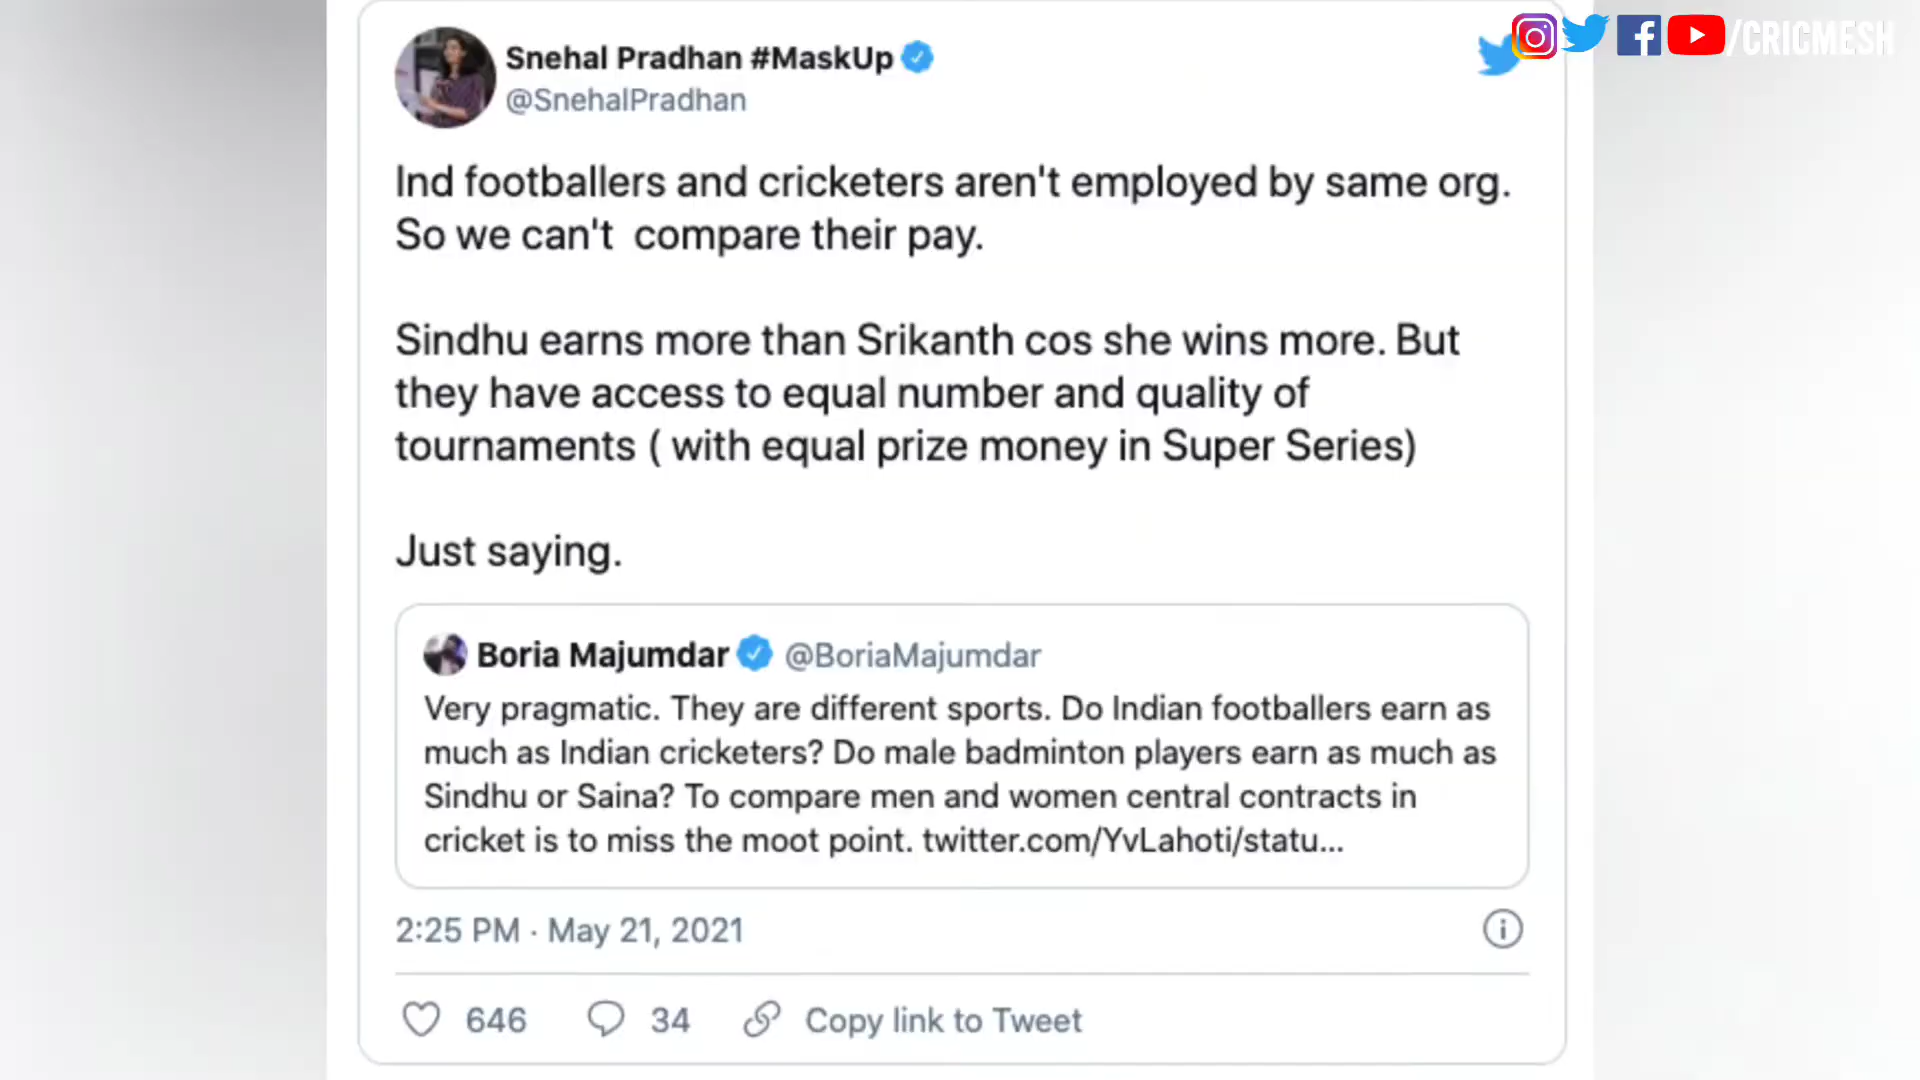 Snehal Pradhan #MaskUp
@SnehalPradhan
/CRICMESH
Ind footballers and cricketers aren't employed by same org.
So we can't compare their pay.
Sindhu earns more than Srikanth cos she wins more. But
they have access to equal number and quality of
tournaments ( with equal prize money in Super Series)
Just saying.
Boria Majumdar @BoriaMajumdar
Very pragmatic. They are different sports. Do Indian footballers earn as
much as Indian cricketers? Do male badminton players earn as much as
Sindhu or Saina? To compare men and women central contracts in
cricket is to miss the moot point. twitter.com/YvLahoti/statu...
2:25 PM · May 21, 2021
646 34 Copy link to Tweet